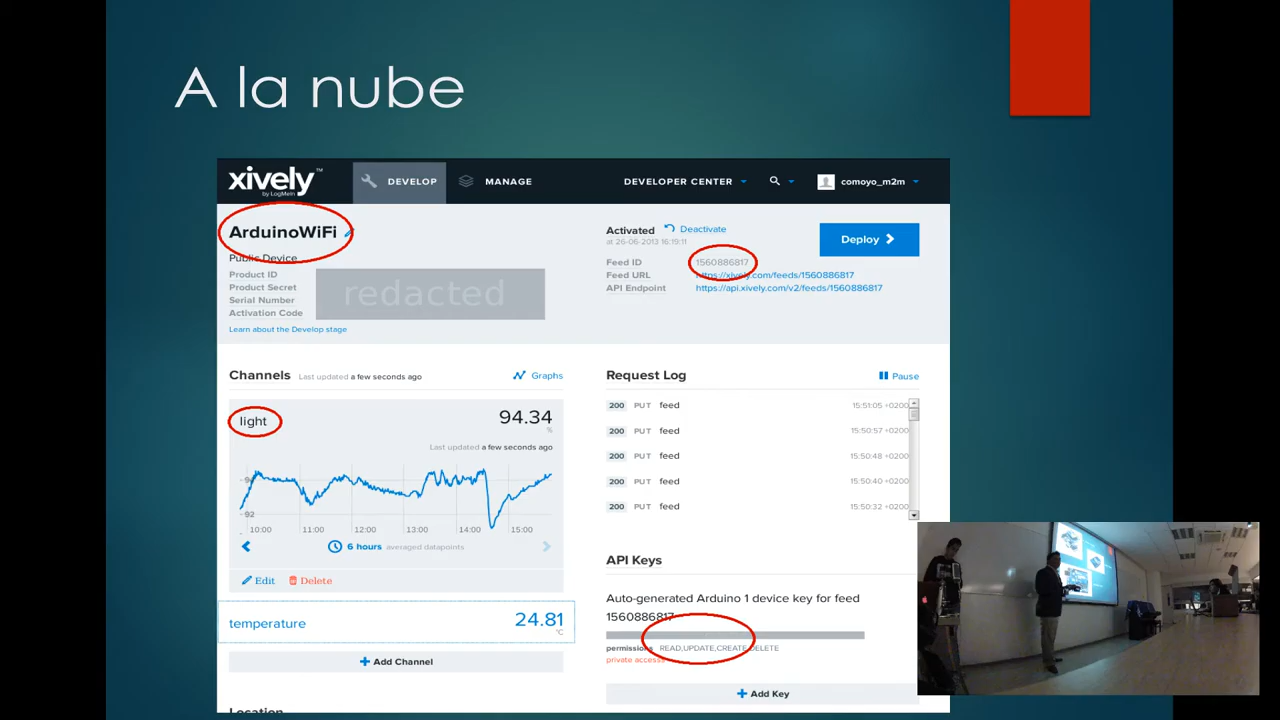 A la nube
xively™
by LogMeIn
DEVELOP
MANAGE
DEVELOPER CENTER
comoyo_m2m
ArduinoWiFi
Public Device
Product ID
Product Secret
Serial Number
Activation Code
redacted
Learn about the Develop stage
Activated
Deactivate
at 26-06-2013 16:19:11
Feed ID 1560886817
Feed URL https://xively.com/feeds/1560886817
API Endpoint https://api.xively.com/v2/feeds/1560886817
Deploy
Channels Last updated a few seconds ago
Graphs
light
94.34
%
Last updated a few seconds ago
94
92
10:00 11:00 12:00 13:00 14:00 15:00
6 hours averaged datapoints
Edit Delete
temperature
24.81
°C
Add Channel
Location
Request Log
Pause
200 PUT feed 15:51:05 +0200
200 PUT feed 15:50:57 +0200
200 PUT feed 15:50:48 +0200
200 PUT feed 15:50:40 +0200
200 PUT feed 15:50:32 +0200
API Keys
Auto-generated Arduino 1 device key for feed
1560886817
permissions READ,UPDATE,CREATE,DELETE
private access
Add Key